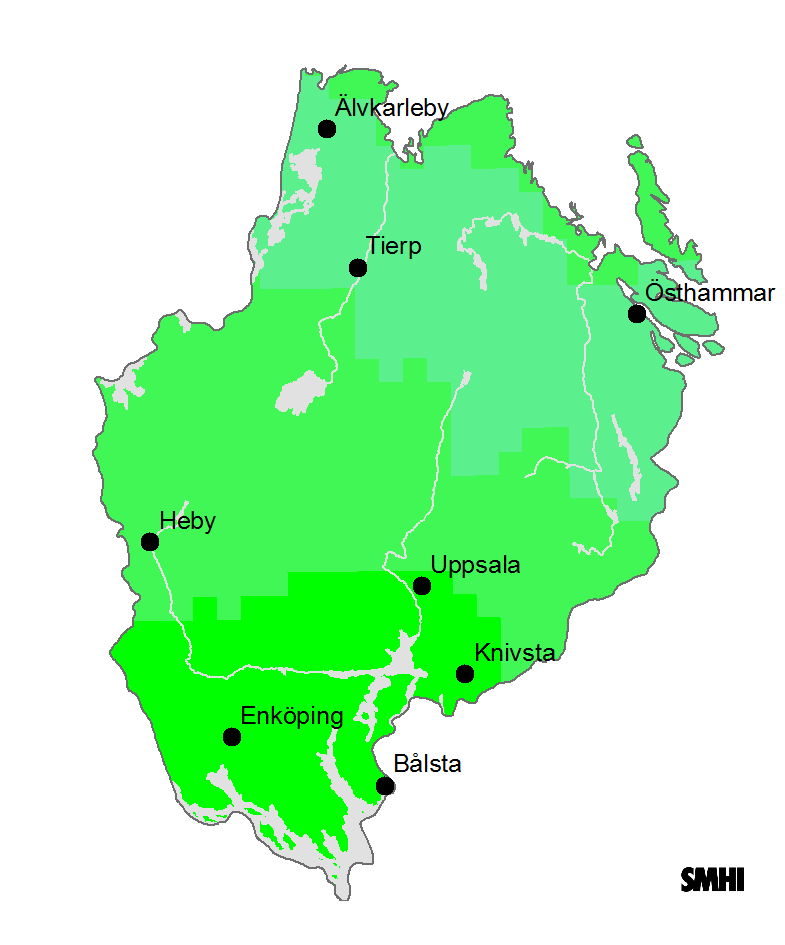 Älvkarleby
Tierp
Östhammar
Heby
Uppsala
Knivsta
Enköping
Bålsta
SMHI